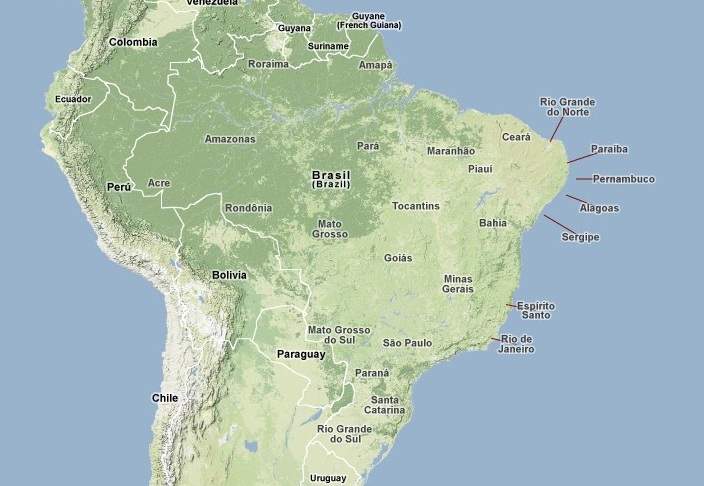 Venezuela
Colombia
Guyane
(French Guiana)
Guyana
Suriname
Roraima
Amapá
Ecuador
Rio Grande
do Norte
Ceará
Amazonas
Pará
Maranhão
Paraíba
Piauí
Brasil
(Brazil)
Pernambuco
Perú
Acre
Rondônia
Tocantins
Alagoas
Mato
Grosso
Bahia
Sergipe
Goiás
Bolivia
Minas
Gerais
Espírito
Santo
Mato Grosso
do Sul
São Paulo
Rio de
Janeiro
Paraguay
Paraná
Chile
Santa
Catarina
Rio Grande
do Sul
Uruguay